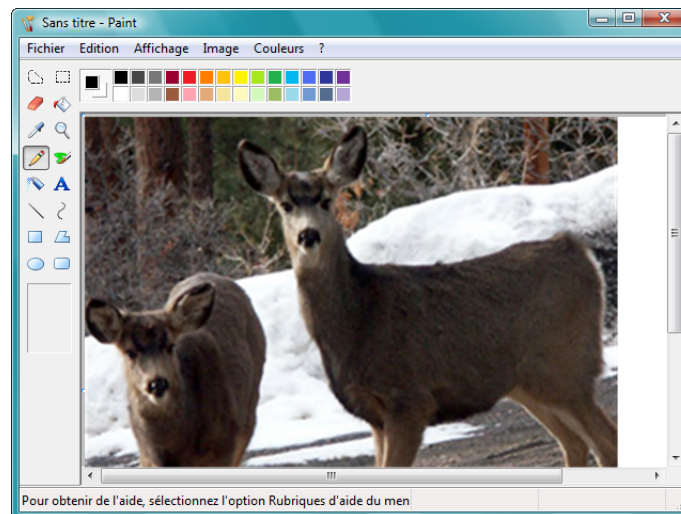 Sans titre - Paint
Fichier Edition Affichage Image Couleurs ?
A
Pour obtenir de l'aide, sélectionnez l'option Rubriques d'aide du men